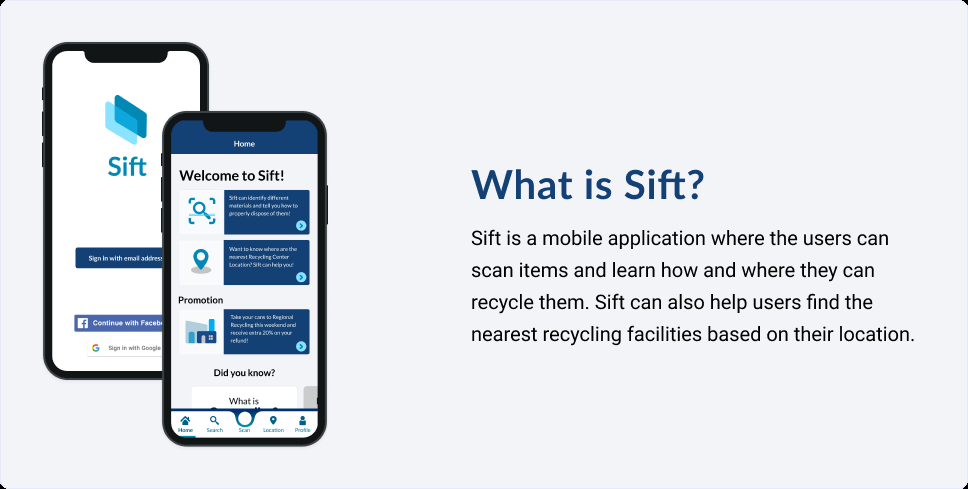 Sift
Sign in with email address
Continue with Faceb
Sign in with Google
Home
Welcome to Sift!
Sift can identify different
materials and tell you how to
properly dispose of them!
Want to know where are the
nearest Recycling Center
Location? Sift can help you!
Promotion
Take your cans to Regional
Recycling this weekend and
receive extra 20% on your
refund!
Did you know?
What is
Home
Search
Scan
Location
Profile
What is Sift?
Sift is a mobile application where the users can
scan items and learn how and where they can
recycle them. Sift can also help users find the
nearest recycling facilities based on their location.